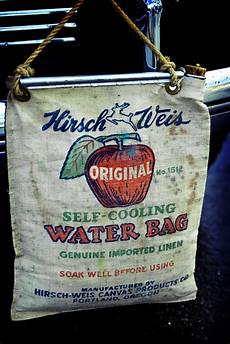 Hirsch Weis
ORIGINAL
No. 1512
SELF-COOLING
WATER BAG
GENUINE IMPORTED LINEN
SOAK WELL BEFORE USING
MANUFACTURED BY
HIRSCH-WEIS CANVAS PRODUCTS CO
PORTLAND, OREGON